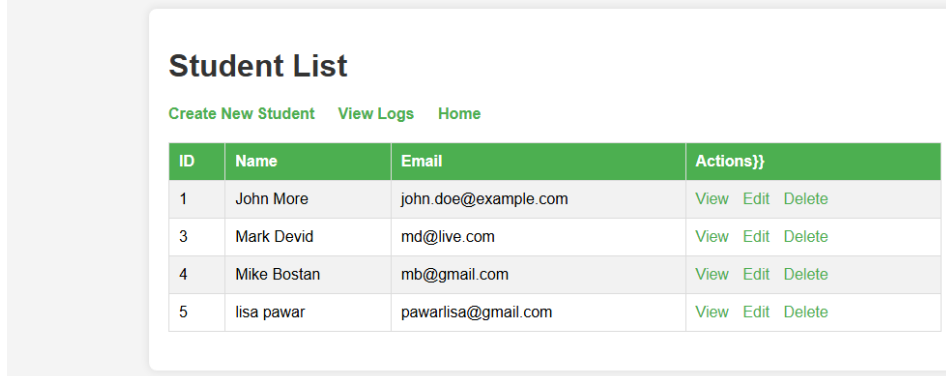 Student List
Create New Student View Logs Home
ID Name Email Actions}}
1 John More john.doe@example.com View Edit Delete
3 Mark Devid md@live.com View Edit Delete
4 Mike Bostan mb@gmail.com View Edit Delete
5 lisa pawar pawarlisa@gmail.com View Edit Delete